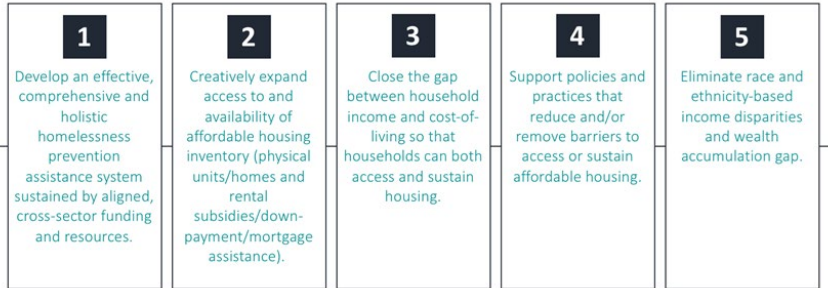 1
Develop an effective,
comprehensive and
holistic
homelessness
prevention
assistance system
sustained by aligned,
cross-sector funding
and resources.
2
Creatively expand
access to and
availability of
affordable housing
inventory (physical
units/homes and
rental
subsidies/down-
payment/mortgage
assistance).
3
Close the gap
between household
income and cost-of-
living so that
households can both
access and sustain
housing.
4
Support policies and
practices that
reduce and/or
remove barriers to
access or sustain
affordable housing.
5
Eliminate race and
ethnicity-based
income disparities
and wealth
accumulation gap.